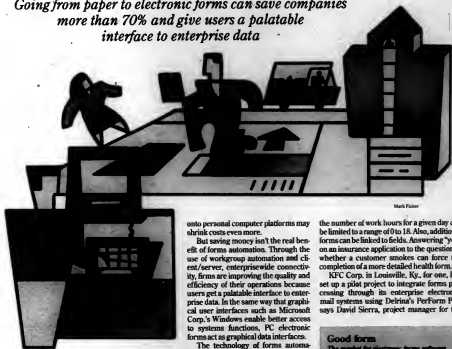 Going from paper to electronic forms can save companies
more than 70% and give users a palatable
interface to enterprise data
Mark Fisher
onto personal computer platforms may
shrink costs even more.
But saving money isn't the real ben-
efit of forms automation. Through the
use of workgroup automation and cli-
ent/server, enterprisewide connectiv-
ity, firms are improving the quality and
efficiency of their operations because
users get a palatable interface to enter-
prise data. In the same way that graphi-
cal user interfaces such as Microsoft
Corp.'s Windows enable better access
to systems functions, PC electronic
forms act as graphical data interfaces.
The technology of forms automa-
the number of work hours for a given day
be limited to a range of 0 to 18. Also, addition
forms can be linked to fields. Answering "y
on an insurance application to the question
whether a customer smokes can force
completion of a more detailed health form.
KFC Corp. in Louisville, Ky., for one,
set up a pilot project to integrate forms p
cessing through its enterprise electron
mail systems using Delrina's PerForm P
says David Sierra, project manager for
Good form